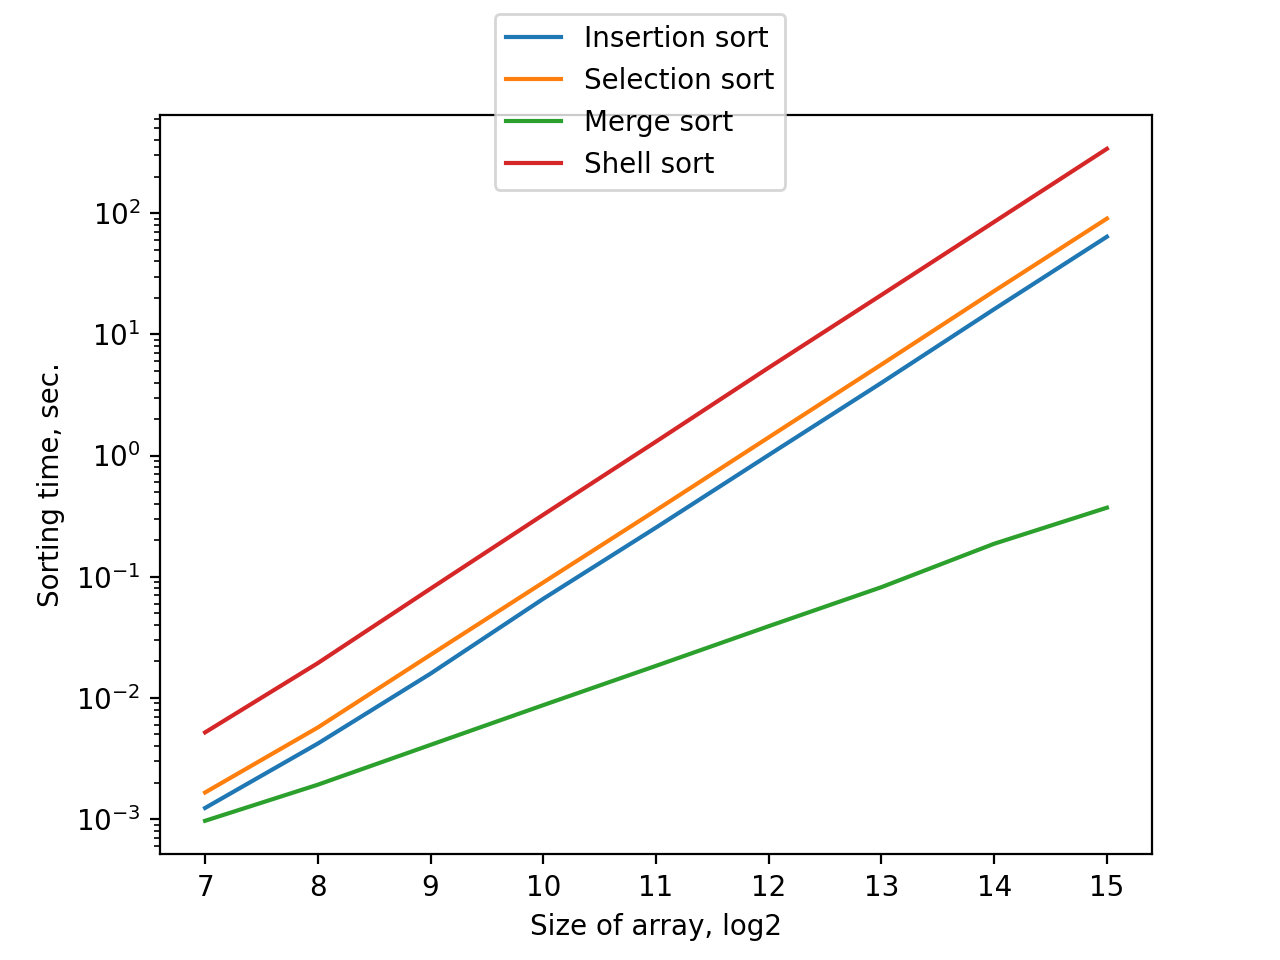 Insertion sort
Selection sort
Merge sort
Shell sort
10²
10¹
10⁰
10⁻¹
10⁻²
10⁻³
Sorting time, sec.
7 8 9 10 11 12 13 14 15
Size of array, log2